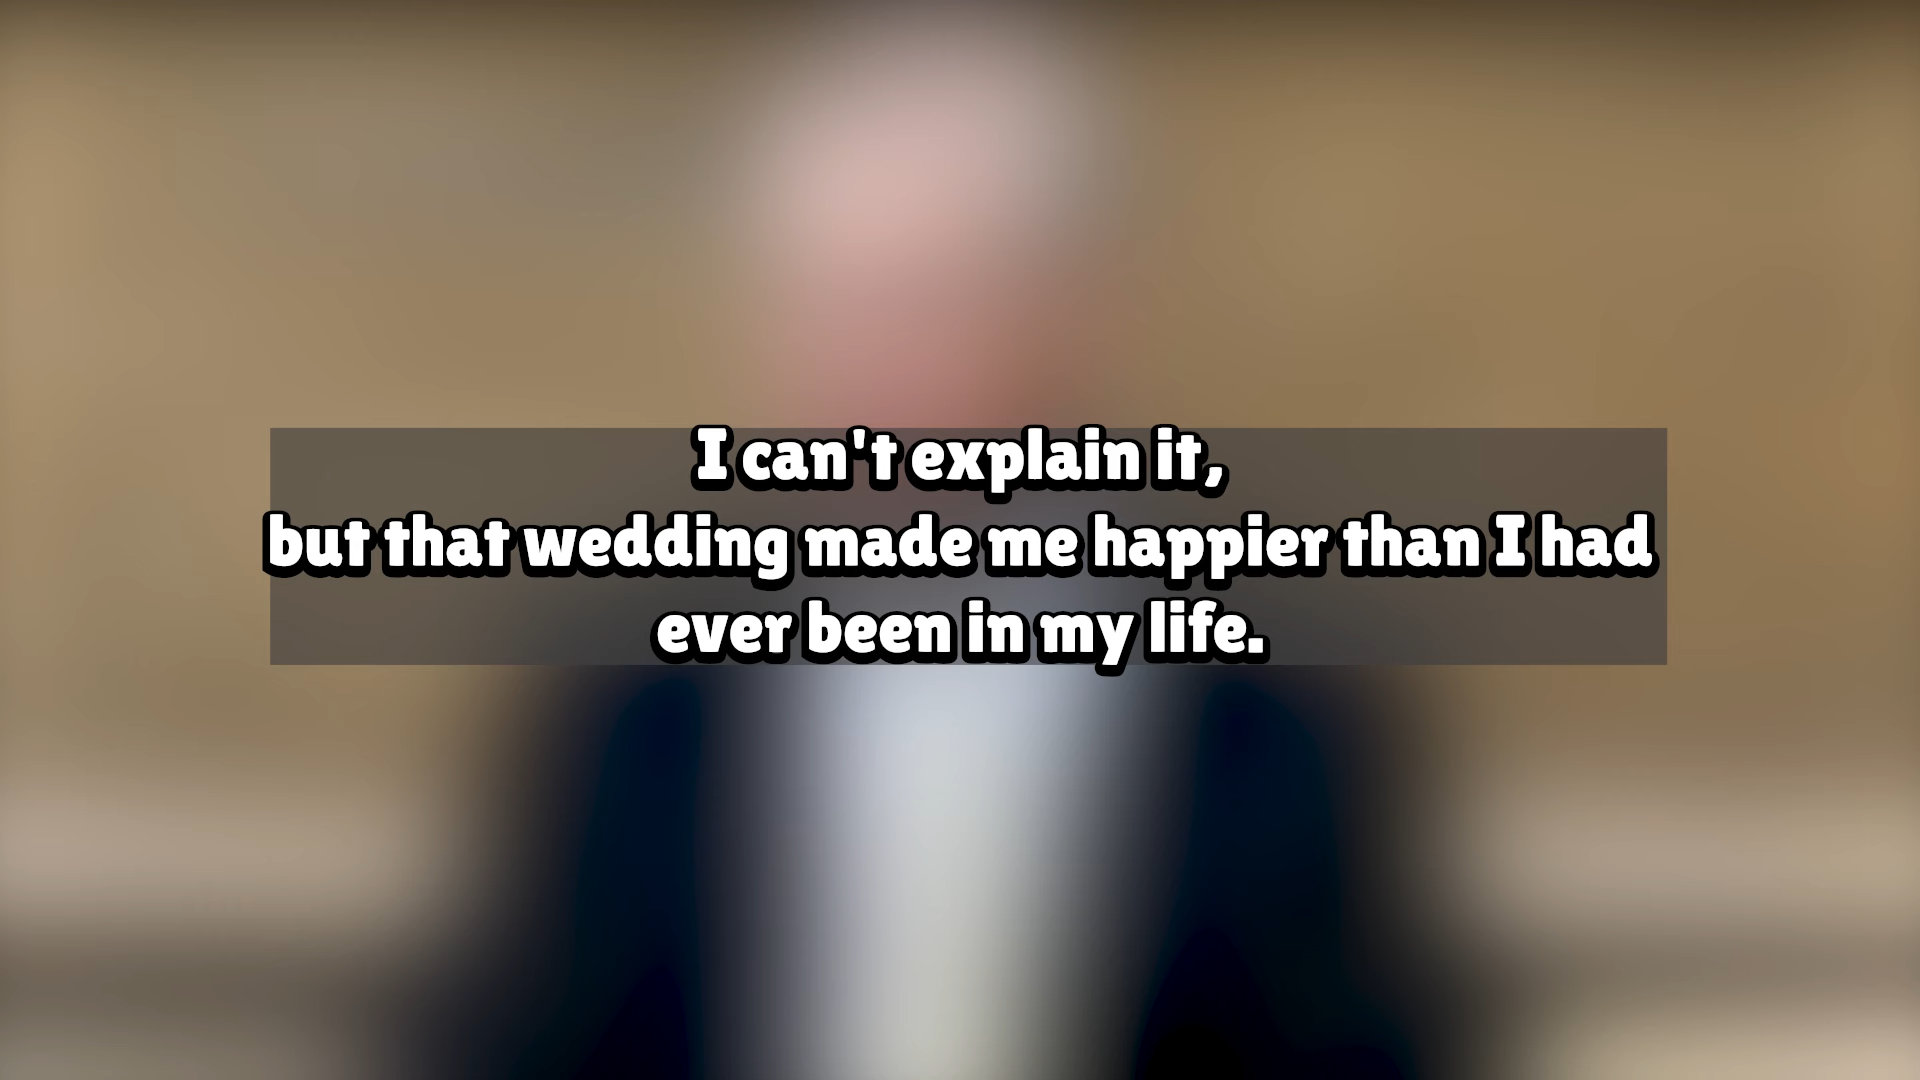 I can't explain it,
but that wedding made me happier than I had
ever been in my life.